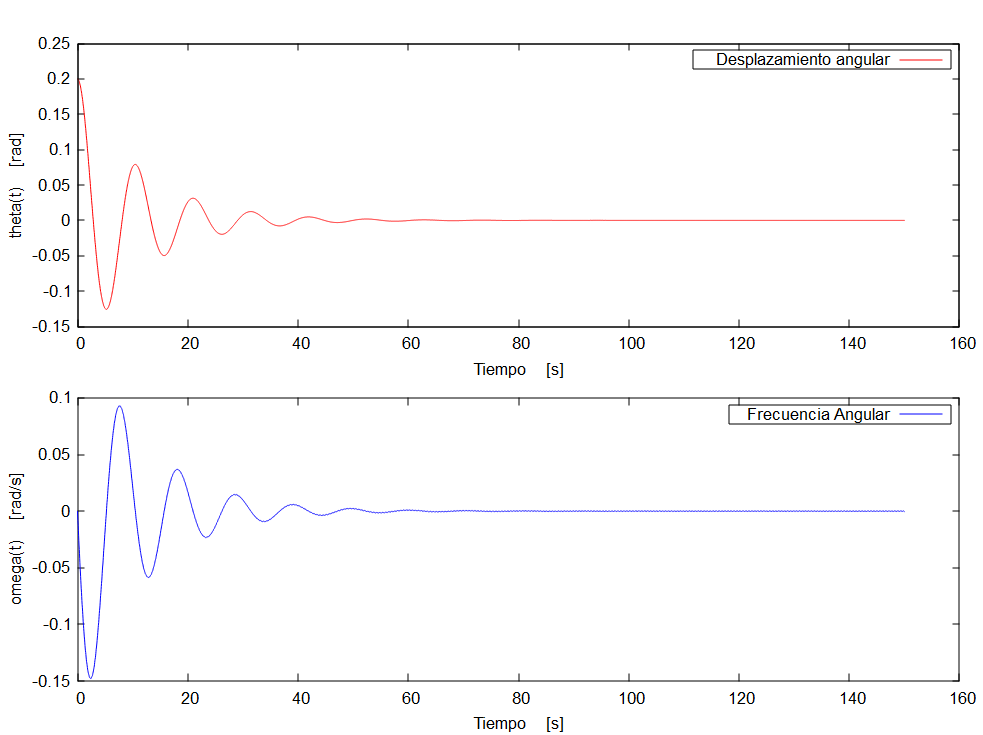 0.25
Desplazamiento angular
0.2
0.15
0.1
0.05
0
-0.05
-0.1
-0.15
theta(t) [rad]
0 20 40 60 80 100 120 140 160
Tiempo [s]
0.1
Frecuencia Angular
0.05
0
-0.05
-0.1
-0.15
omega(t) [rad/s]
0 20 40 60 80 100 120 140 160
Tiempo [s]